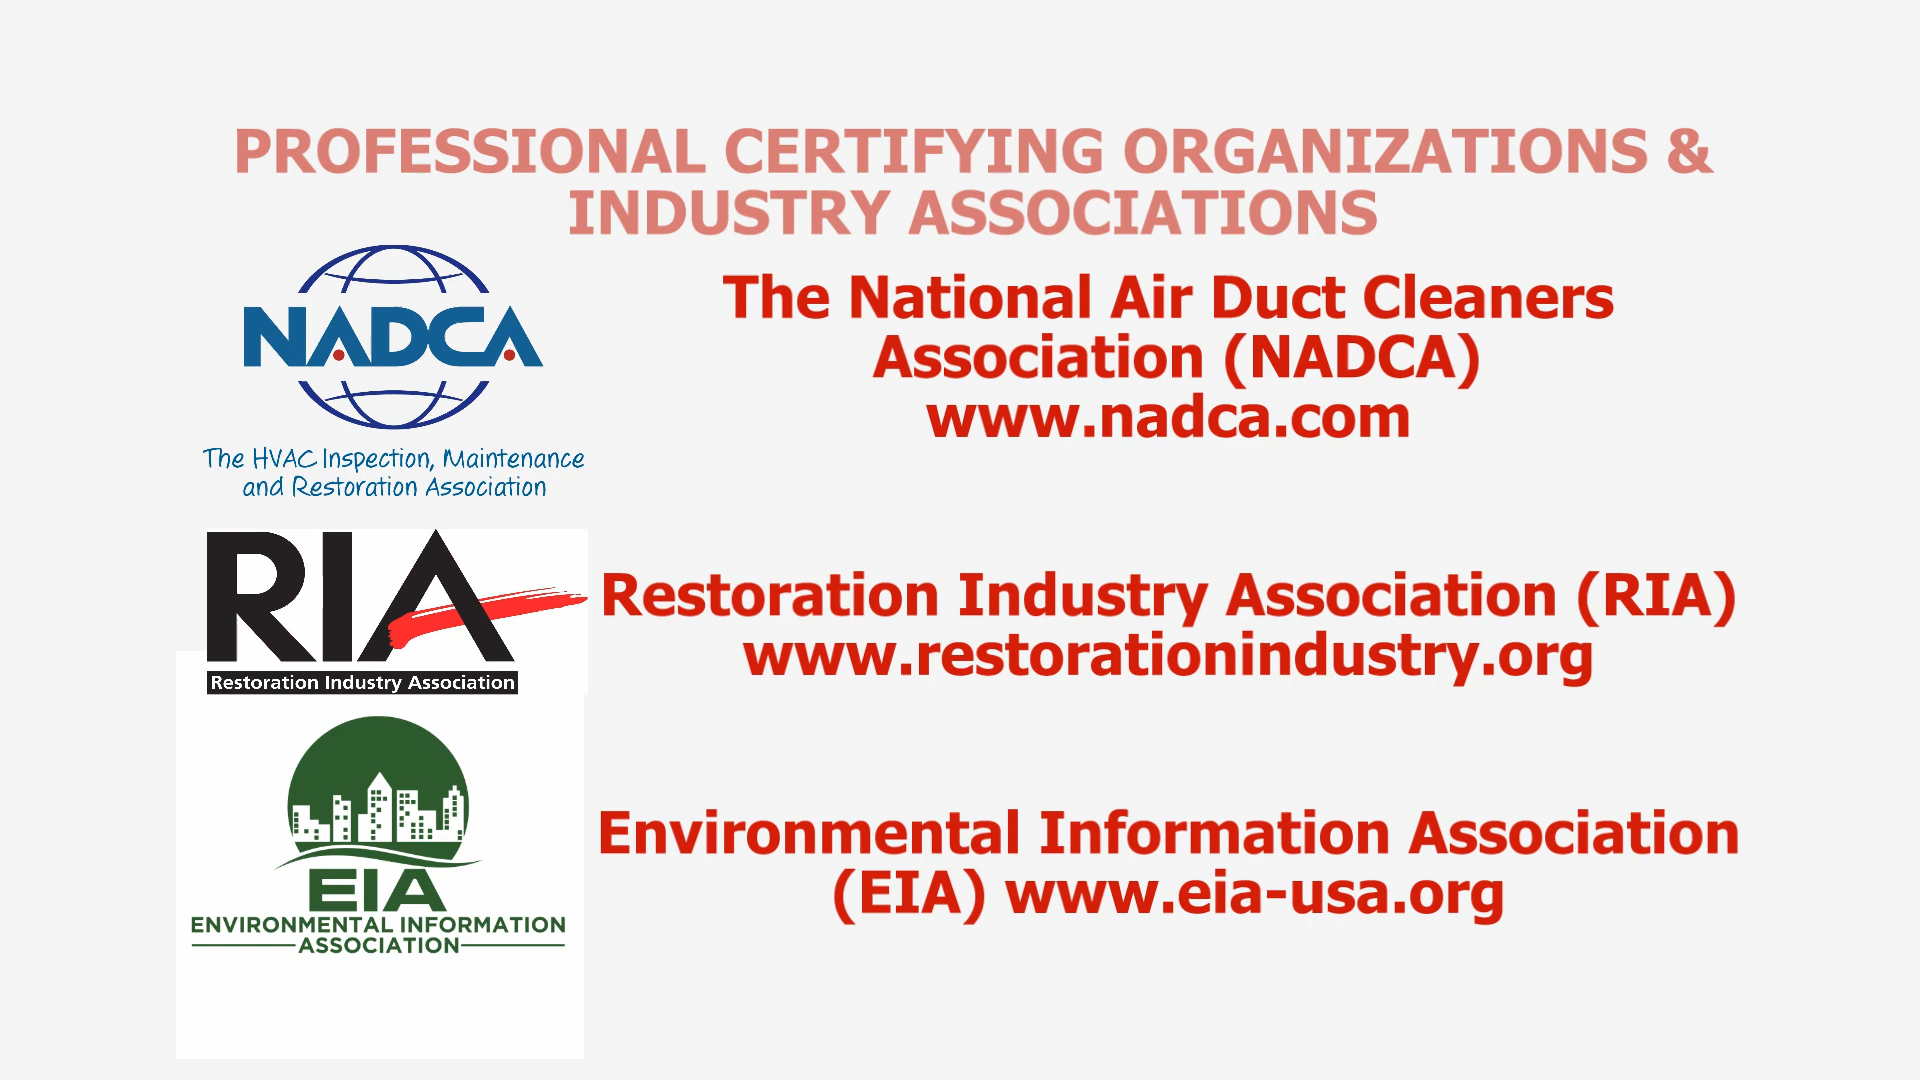 PROFESSIONAL CERTIFYING ORGANIZATIONS &
INDUSTRY ASSOCIATIONS
NADCA
The HVAC Inspection, Maintenance
and Restoration Association
The National Air Duct Cleaners
Association (NADCA)
www.nadca.com
RIA
Restoration Industry Association
Restoration Industry Association (RIA)
www.restorationindustry.org
EIA
ENVIRONMENTAL INFORMATION
ASSOCIATION
Environmental Information Association
(EIA) www.eia-usa.org